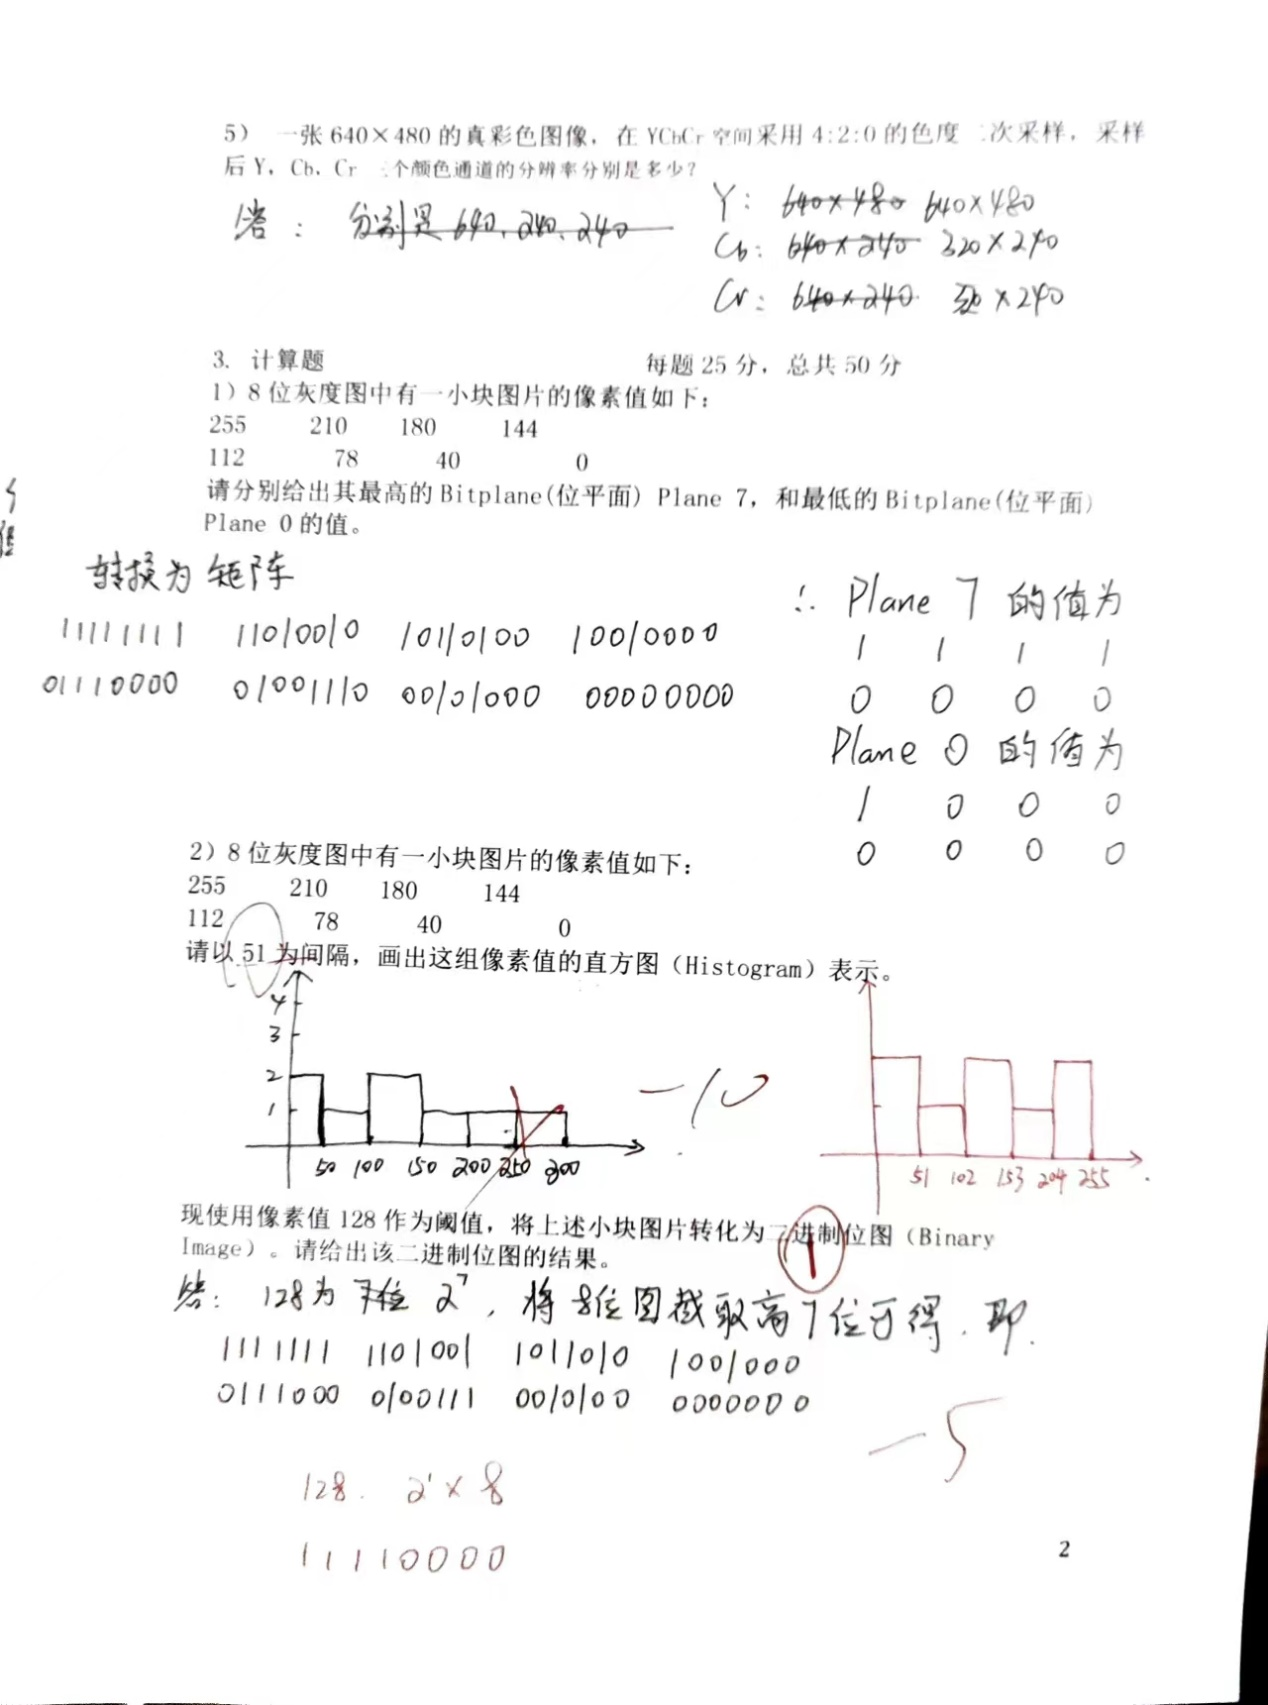 5） 一张 640×480 的真彩色图像，在 YCbCr 空间采用 4:2:0 的色度二次采样，采样
后 Y，Cb，Cr 三个颜色通道的分辨率分别是多少？
答： 分别是 640、240、240
Y： 640×480 640×480
Cb： 640×240 320×240
Cr： 640×240 320×240
3. 计算题 每题 25 分，总共 50 分
1）8 位灰度图中有一小块图片的像素值如下：
255 210 180 144
112 78 40 0
请分别给出其最高的 Bitplane(位平面) Plane 7，和最低的 Bitplane(位平面)
Plane 0 的值。
转换为矩阵
11111111 11010010 10110100 10010000
01110000 01001110 00101000 00000000
∴ Plane 7 的值为
1 1 1 1
0 0 0 0
Plane 0 的值为
1 0 0 0
0 0 0 0
2）8 位灰度图中有一小块图片的像素值如下：
255 210 180 144
112 78 40 0
请以 51 为间隔，画出这组像素值的直方图（Histogram）表示。
4
3
2
1
50 100 150 200 250 300
-10
51 102 153 204 255
现使用像素值 128 作为阈值，将上述小块图片转化为二进制位图（Binary
Image）。请给出该二进制位图的结果。
1
答： 128为 7位 2⁷，将8位图截取高7位可得．即．
1111111 1101001 1011010 1001000
0111000 0100111 0010100 0000000
-5
128. 2¹×8
11110000
2